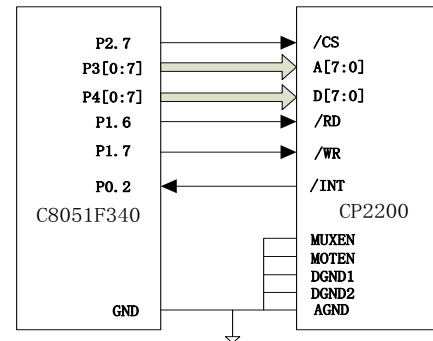 P2.7 /CS
P3[0:7] A[7:0]
P4[0:7] D[7:0]
P1.6 /RD
P1.7 /WR
P0.2 /INT
C8051F340 CP2200
MUXEN
MOTEN
DGND1
DGND2
GND AGND